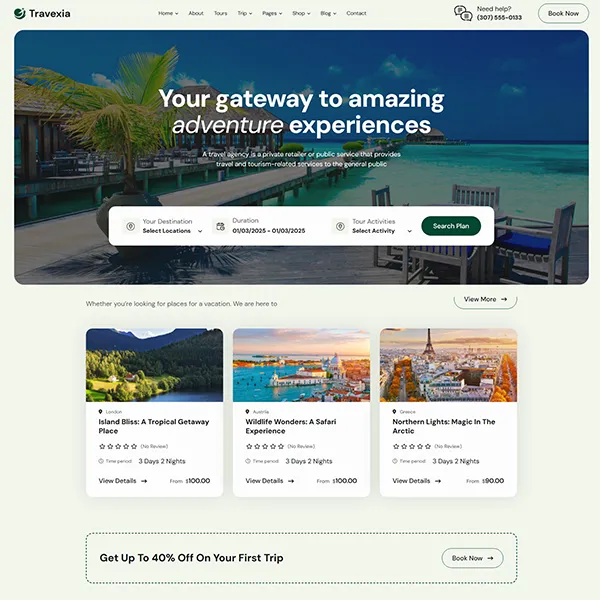 Travexia
Home
About
Tours
Trip
Pages
Shop
Blog
Contact
Need help?
(307) 555-0133
Book Now
Your gateway to amazing
adventure experiences
A travel agency is a private retailer or public service that provides
travel and tourism-related services to the general public
Your Destination
Select Locations
Duration
01/03/2025 - 01/03/2025
Tour Activities
Select Activity
Search Plan
Whether you're looking for places for a vacation. We are here to
View More
London
Island Bliss: A Tropical Getaway
Place
(No Review)
Time period
3 Days 2 Nights
View Details
From $100.00
Austria
Wildlife Wonders: A Safari
Experience
(No Review)
Time period
3 Days 2 Nights
View Details
From $100.00
Greece
Northern Lights: Magic In The
Arctic
(No Review)
Time period
3 Days 2 Nights
View Details
From $90.00
Get Up To 40% Off On Your First Trip
Book Now